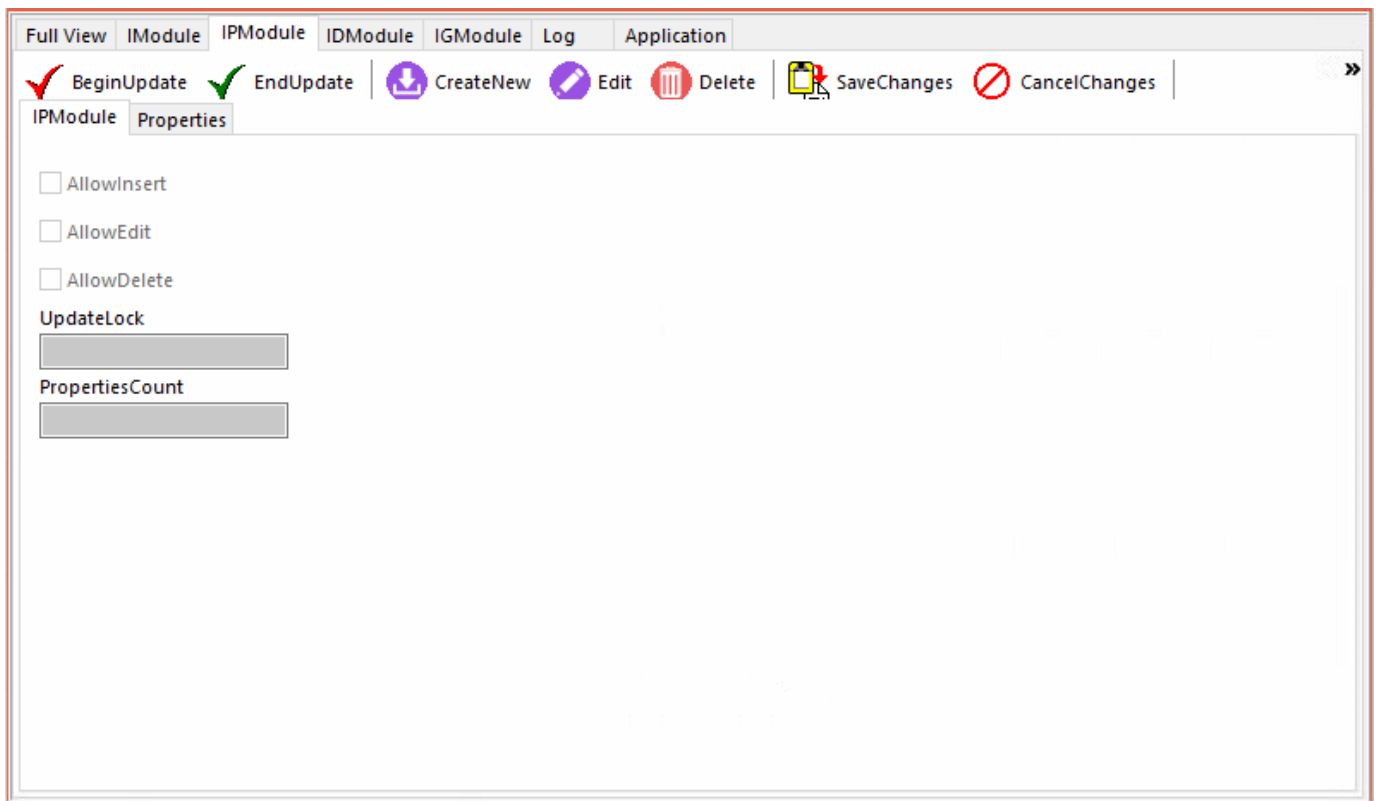 Full View IModule IPModule IDModule IGModule Log Application
BeginUpdate EndUpdate CreateNew Edit Delete SaveChanges CancelChanges »
IPModule Properties
AllowInsert
AllowEdit
AllowDelete
UpdateLock
PropertiesCount